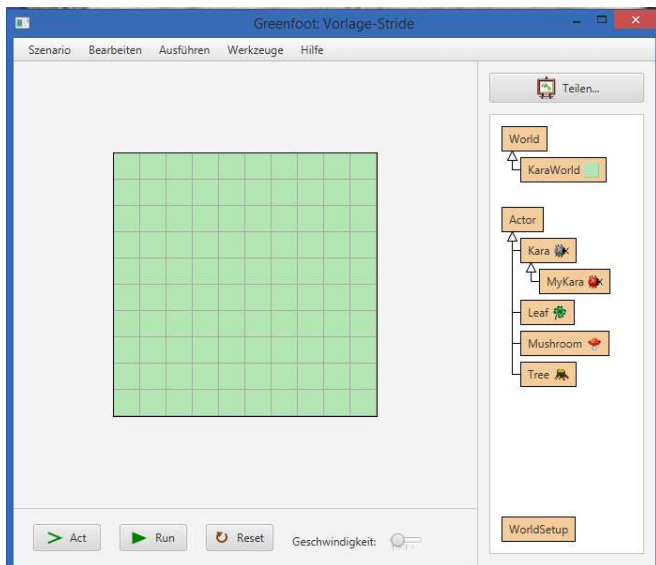 Greenfoot: Vorlage-Stride
Szenario Bearbeiten Ausführen Werkzeuge Hilfe
Teilen...
World
KaraWorld
Actor
Kara
MyKara
Leaf
Mushroom
Tree
WorldSetup
Act Run Reset Geschwindigkeit: